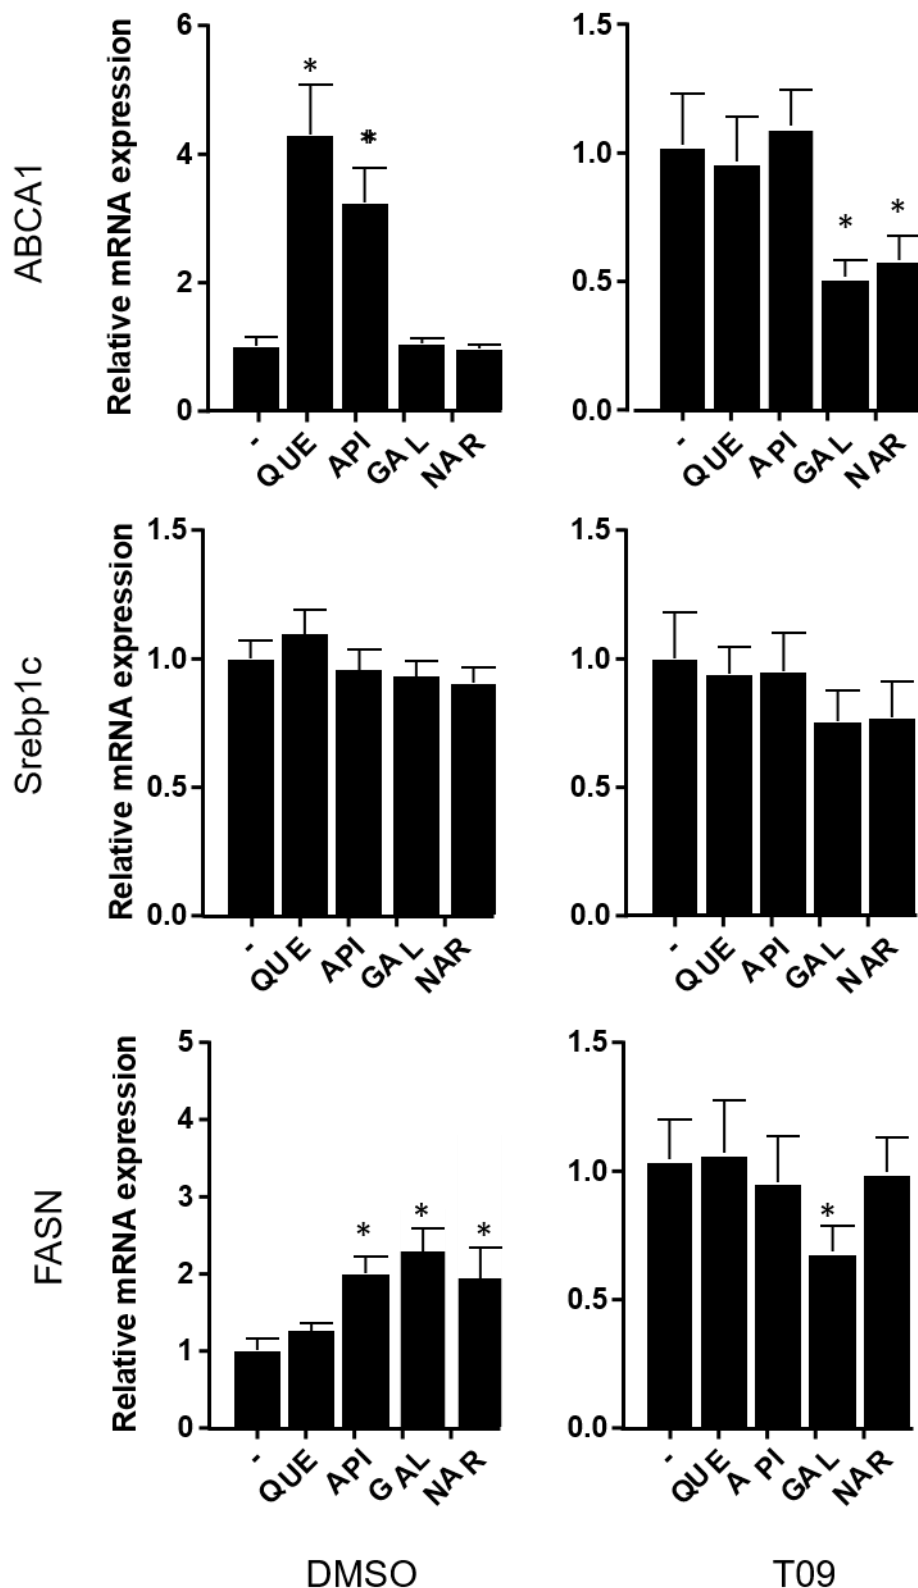 ABCA1
Relative mRNA expression
6
4
2
0
*
*
- QUE API GAL NAR
1.5
1.0
0.5
0.0
*
*
- QUE API GAL NAR
Srebp1c
Relative mRNA expression
1.5
1.0
0.5
0.0
- QUE API GAL NAR
1.5
1.0
0.5
0.0
- QUE API GAL NAR
FASN
Relative mRNA expression
5
4
3
2
1
0
*
*
*
- QUE API GAL NAR
1.5
1.0
0.5
0.0
*
- QUE API GAL NAR
DMSO
T09